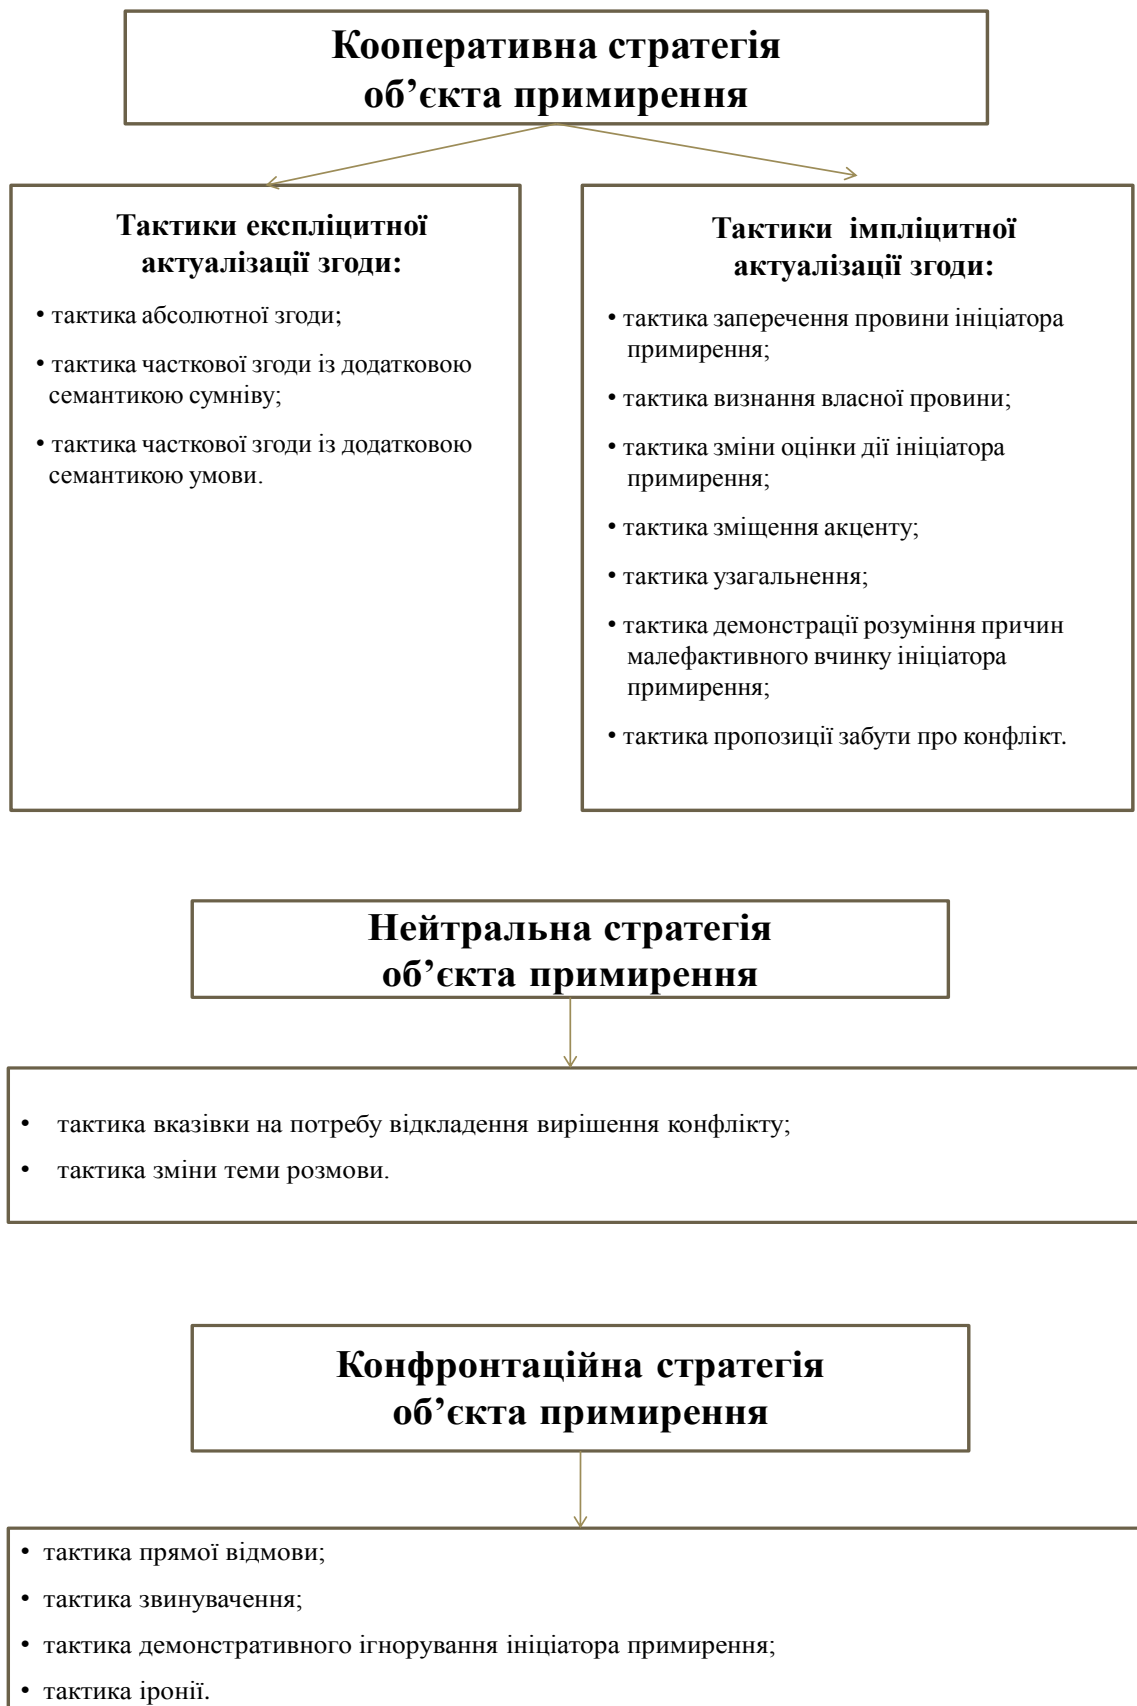 Кооперативна стратегія
об’єкта примирення
Тактики експліцитної
актуалізації згоди:
• тактика абсолютної згоди;
• тактика часткової згоди із додатковою
семантикою сумніву;
• тактика часткової згоди із додатковою
семантикою умови.
Тактики імпліцитної
актуалізації згоди:
• тактика заперечення провини ініціатора
примирення;
• тактика визнання власної провини;
• тактика зміни оцінки дії ініціатора
примирення;
• тактика зміщення акценту;
• тактика узагальнення;
• тактика демонстрації розуміння причин
малефактивного вчинку ініціатора
примирення;
• тактика пропозиції забути про конфлікт.
Нейтральна стратегія
об’єкта примирення
• тактика вказівки на потребу відкладення вирішення конфлікту;
• тактика зміни теми розмови.
Конфронтаційна стратегія
об’єкта примирення
• тактика прямої відмови;
• тактика звинувачення;
• тактика демонстративного ігнорування ініціатора примирення;
• тактика іронії.